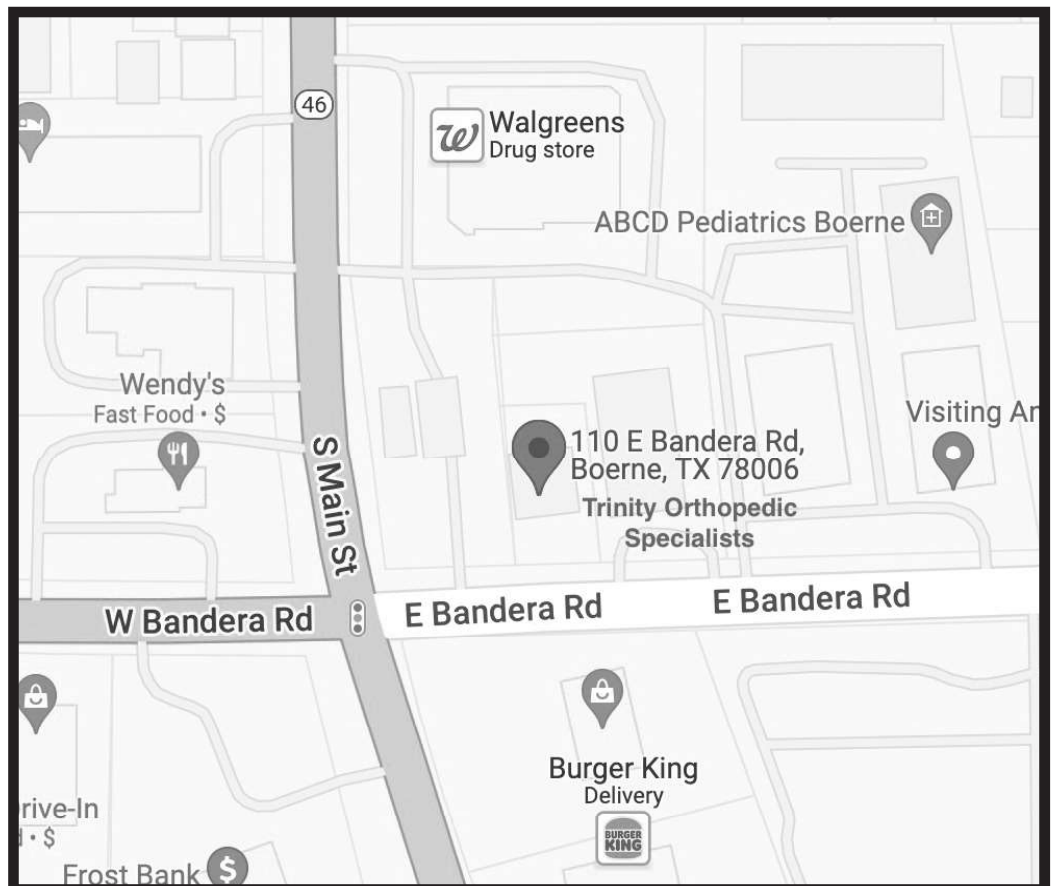 46
Walgreens
Drug store
ABCD Pediatrics Boerne
Wendy's
Fast Food • $
Visiting Ar
110 E Bandera Rd,
Boerne, TX 78006
Trinity Orthopedic
Specialists
S Main St
W Bandera Rd
E Bandera Rd
E Bandera Rd
Burger King
Delivery
BURGER
KING
rive-In
• $
Frost Bank
$